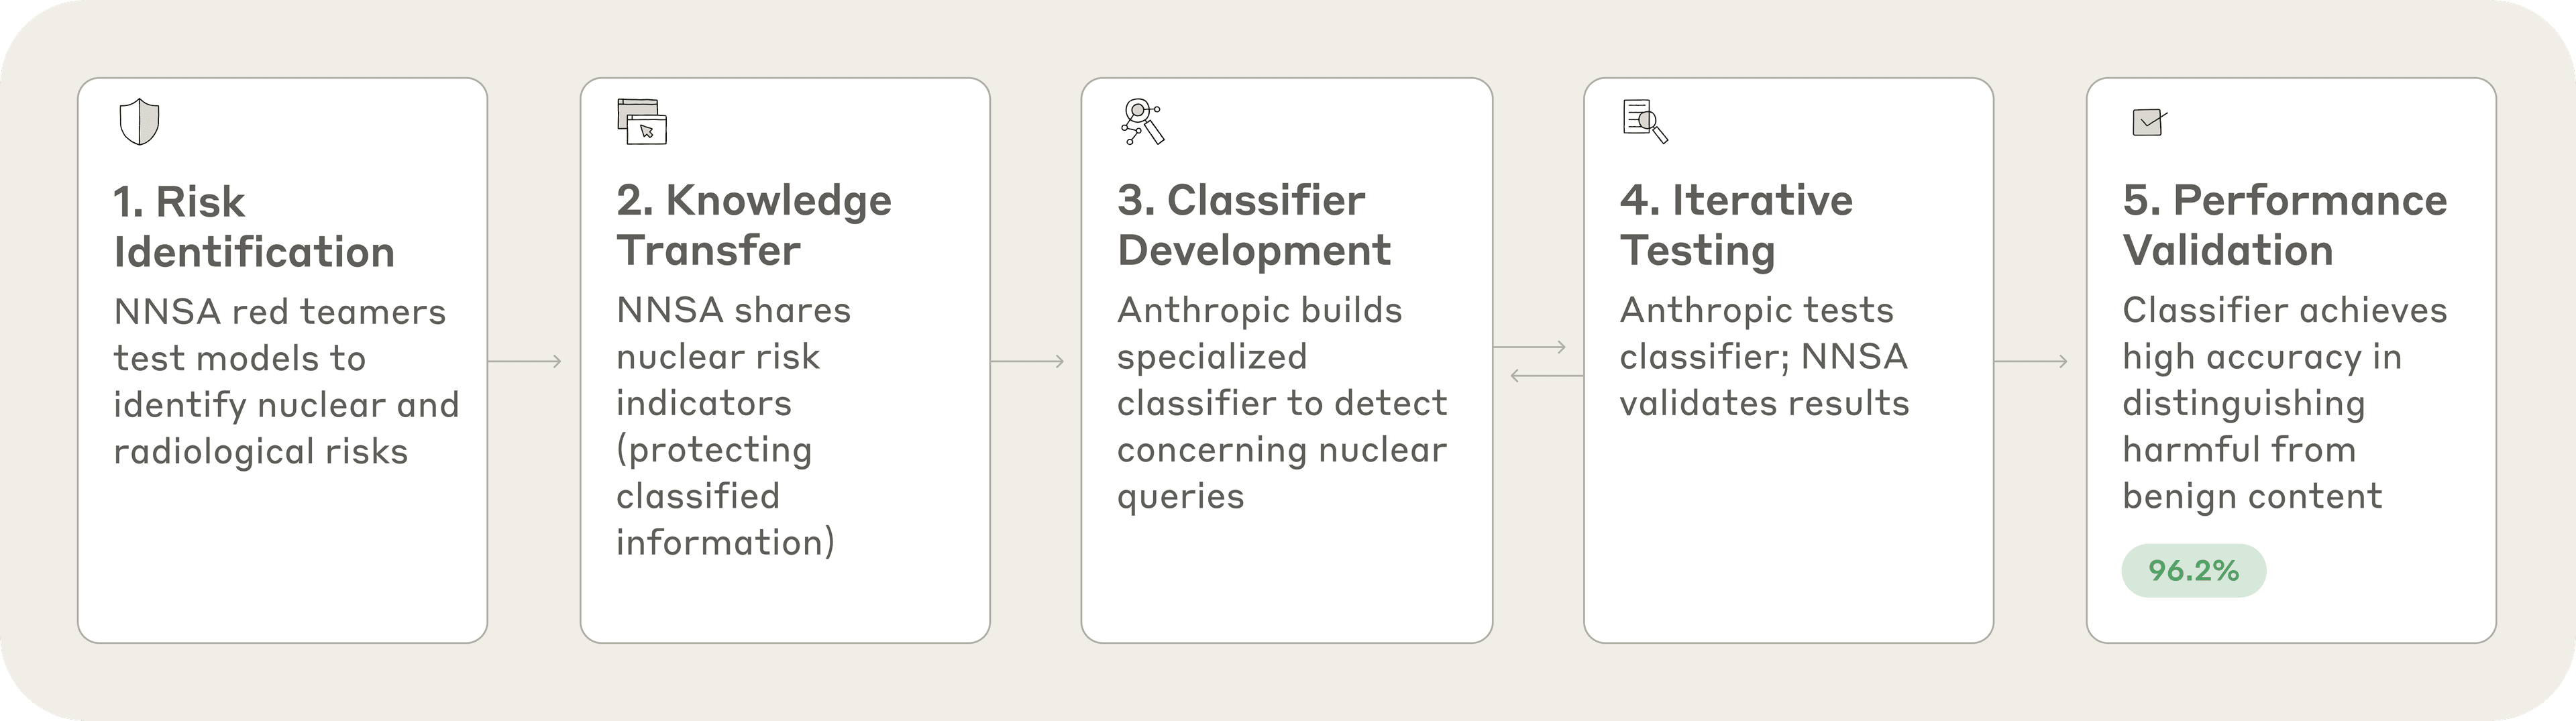 1. Risk
Identification
NNSA red teamers
test models to
identify nuclear and
radiological risks
2. Knowledge
Transfer
NNSA shares
nuclear risk
indicators
(protecting
classified
information)
3. Classifier
Development
Anthropic builds
specialized
classifier to detect
concerning nuclear
queries
4. Iterative
Testing
Anthropic tests
classifier; NNSA
validates results
5. Performance
Validation
Classifier achieves
high accuracy in
distinguishing
harmful from
benign content
96.2%